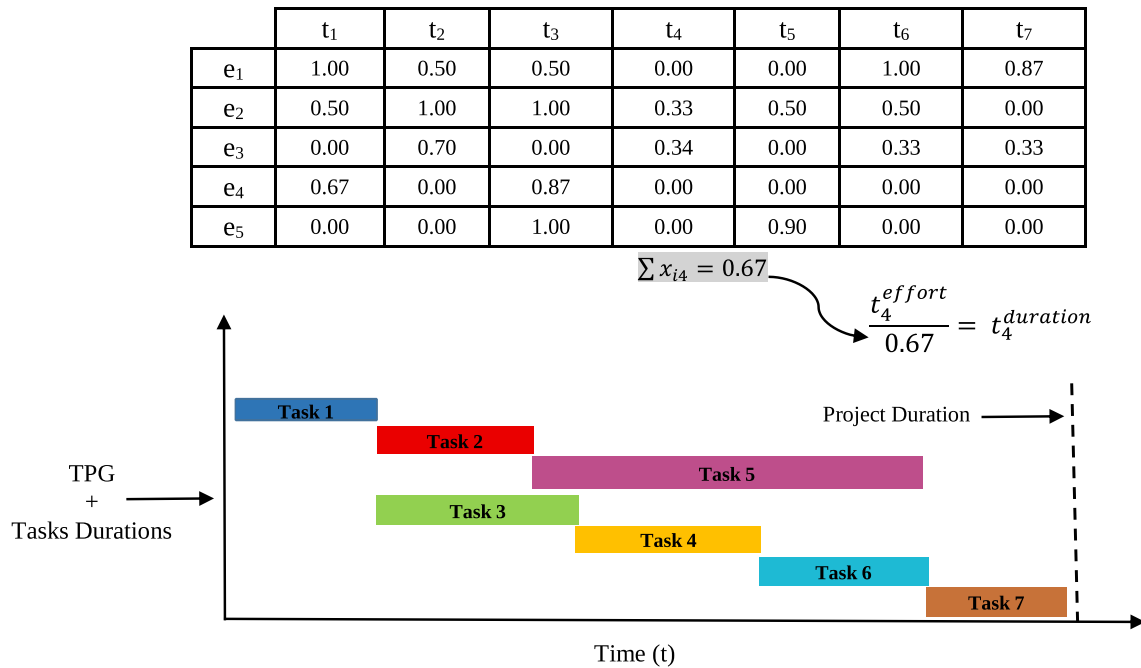 t₁ t₂ t₃ t₄ t₅ t₆ t₇
e₁ 1.00 0.50 0.50 0.00 0.00 1.00 0.87
e₂ 0.50 1.00 1.00 0.33 0.50 0.50 0.00
e₃ 0.00 0.70 0.00 0.34 0.00 0.33 0.33
e₄ 0.67 0.00 0.87 0.00 0.00 0.00 0.00
e₅ 0.00 0.00 1.00 0.00 0.90 0.00 0.00
∑ xᵢ₄ = 0.67
t₄^effort / 0.67 = t₄^duration
Task 1
Project Duration
Task 2
TPG
+
Tasks Durations
Task 5
Task 3
Task 4
Task 6
Task 7
Time (t)